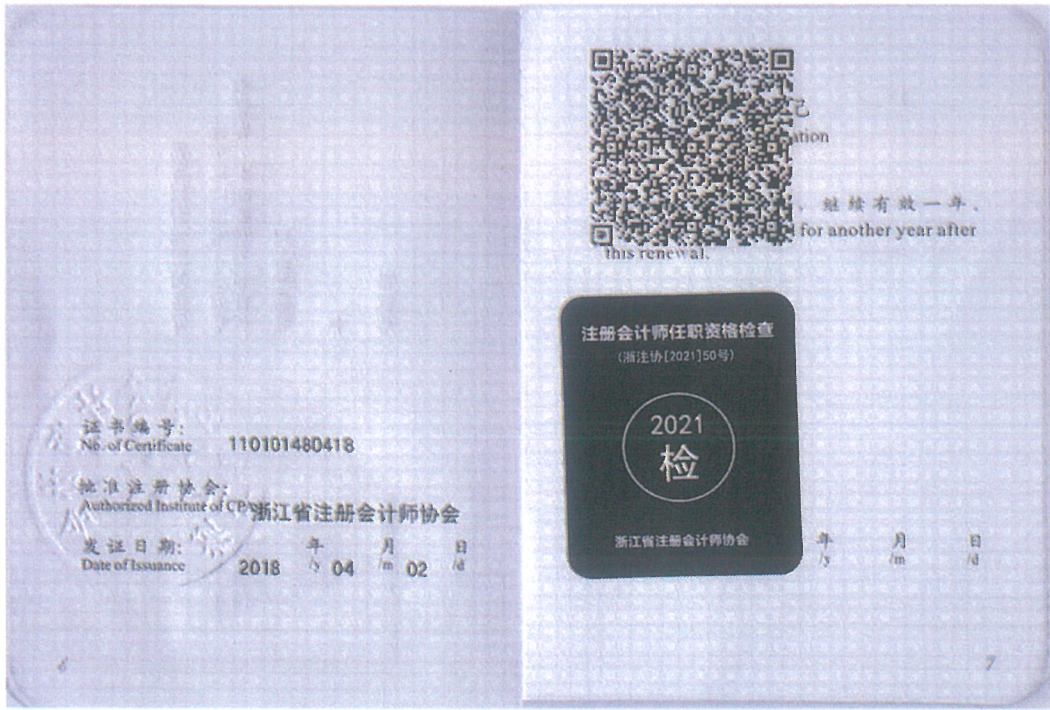 证书编号:
No. of Certificate
110101480418
批准注册协会:
Authorized Institute of CPA
浙江省注册会计师协会
发证日期:
Date of Issuance
2018 年 /y 04 月 /m 02 日 /d
6
ation
、继续有效一年.
for another year after
this renewal.
注册会计师任职资格检查
(浙注协[2021]50号)
2021
检
浙江省注册会计师协会
年 月 日
/y /m /d
7